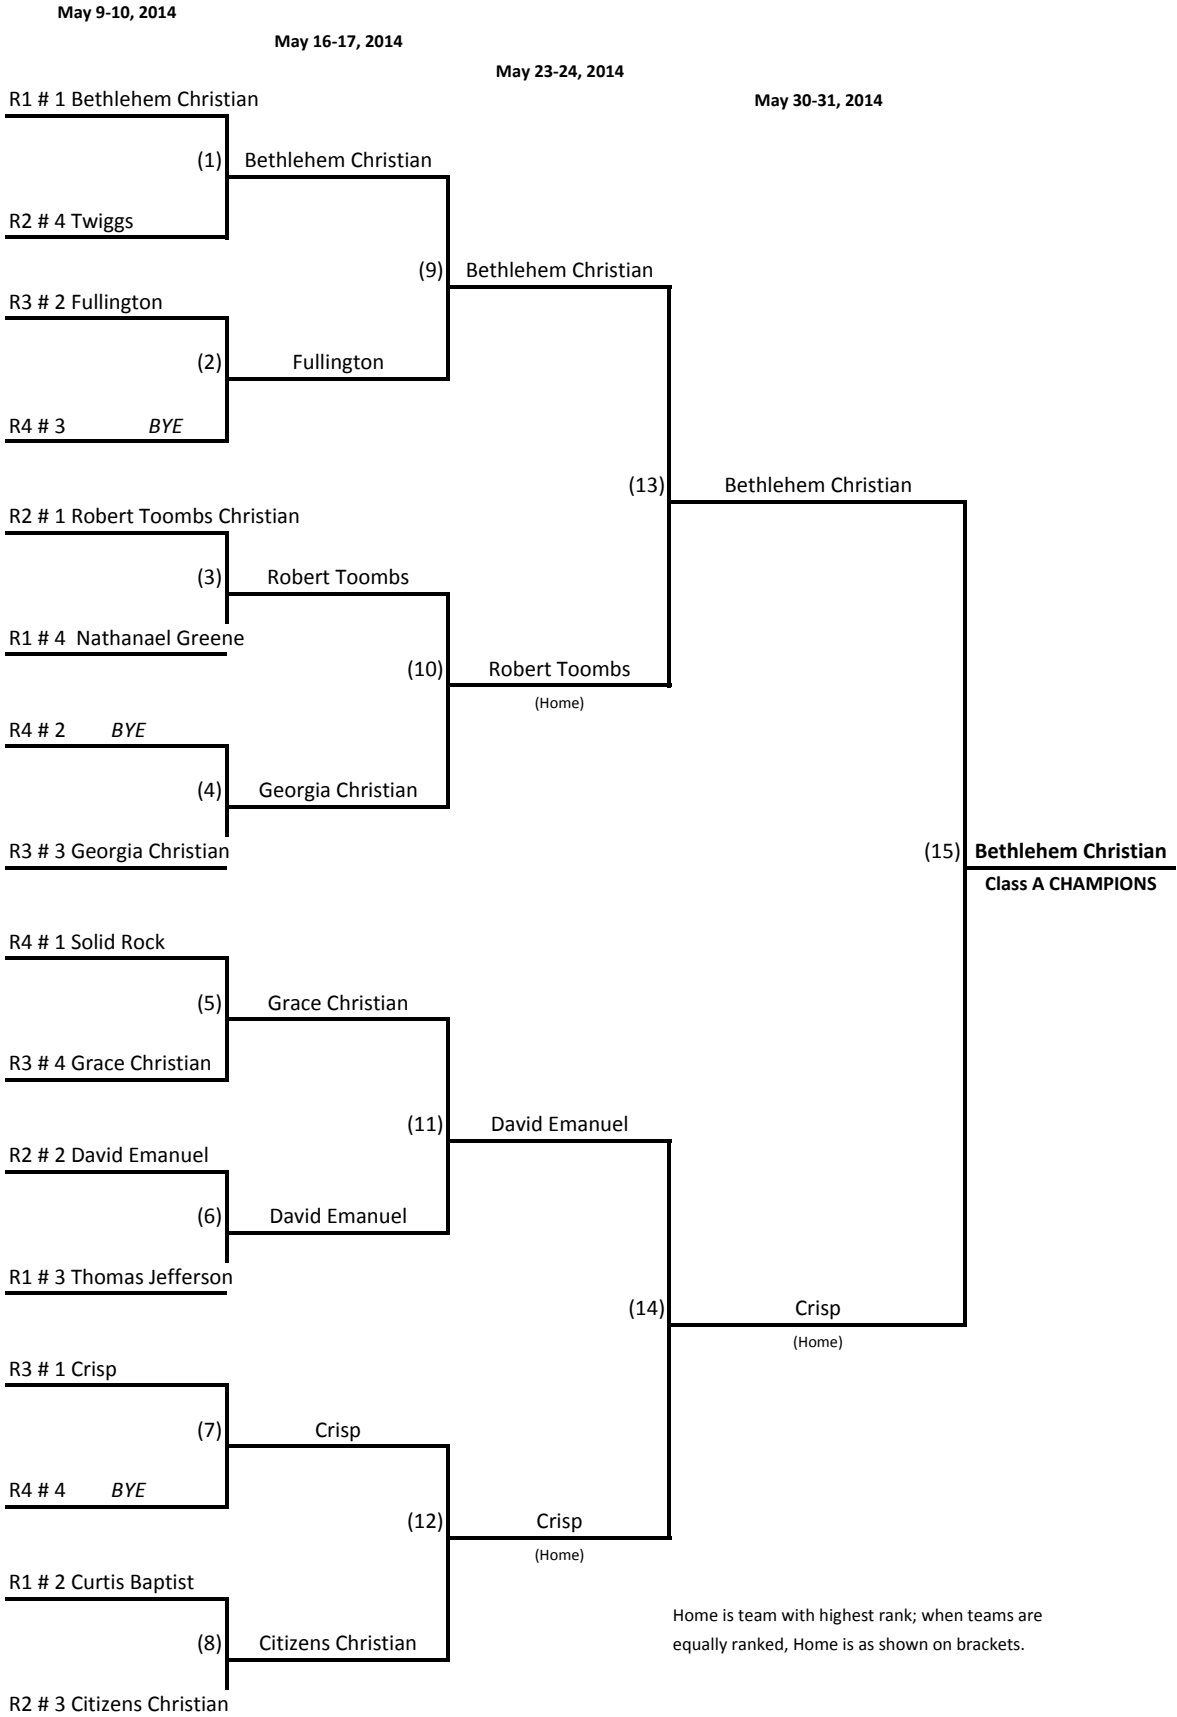 May 9-10, 2014
May 16-17, 2014
May 23-24, 2014
May 30-31, 2014
R1 # 1 Bethlehem Christian
(1) Bethlehem Christian
R2 # 4 Twiggs
(9) Bethlehem Christian
R3 # 2 Fullington
(2) Fullington
R4 # 3 BYE
(13) Bethlehem Christian
R2 # 1 Robert Toombs Christian
(3) Robert Toombs
R1 # 4 Nathanael Greene
(10) Robert Toombs
(Home)
R4 # 2 BYE
(4) Georgia Christian
R3 # 3 Georgia Christian
(15) Bethlehem Christian
Class A CHAMPIONS
R4 # 1 Solid Rock
(5) Grace Christian
R3 # 4 Grace Christian
(11) David Emanuel
R2 # 2 David Emanuel
(6) David Emanuel
R1 # 3 Thomas Jefferson
(14) Crisp
(Home)
R3 # 1 Crisp
(7) Crisp
R4 # 4 BYE
(12) Crisp
(Home)
R1 # 2 Curtis Baptist
Home is team with highest rank; when teams are
equally ranked, Home is as shown on brackets.
(8) Citizens Christian
R2 # 3 Citizens Christian